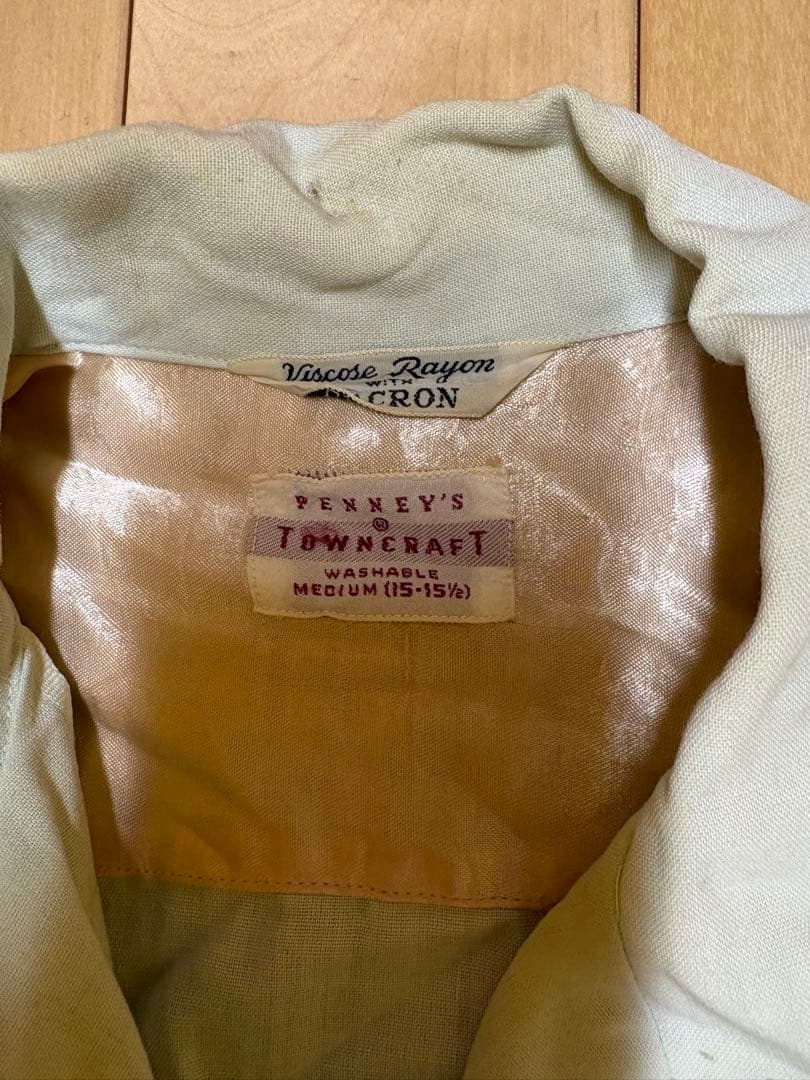 Viscose Rayon
WITH
CRON
PENNEY'S
®
TOWNCRAFT
WASHABLE
MEDIUM (15-15½)